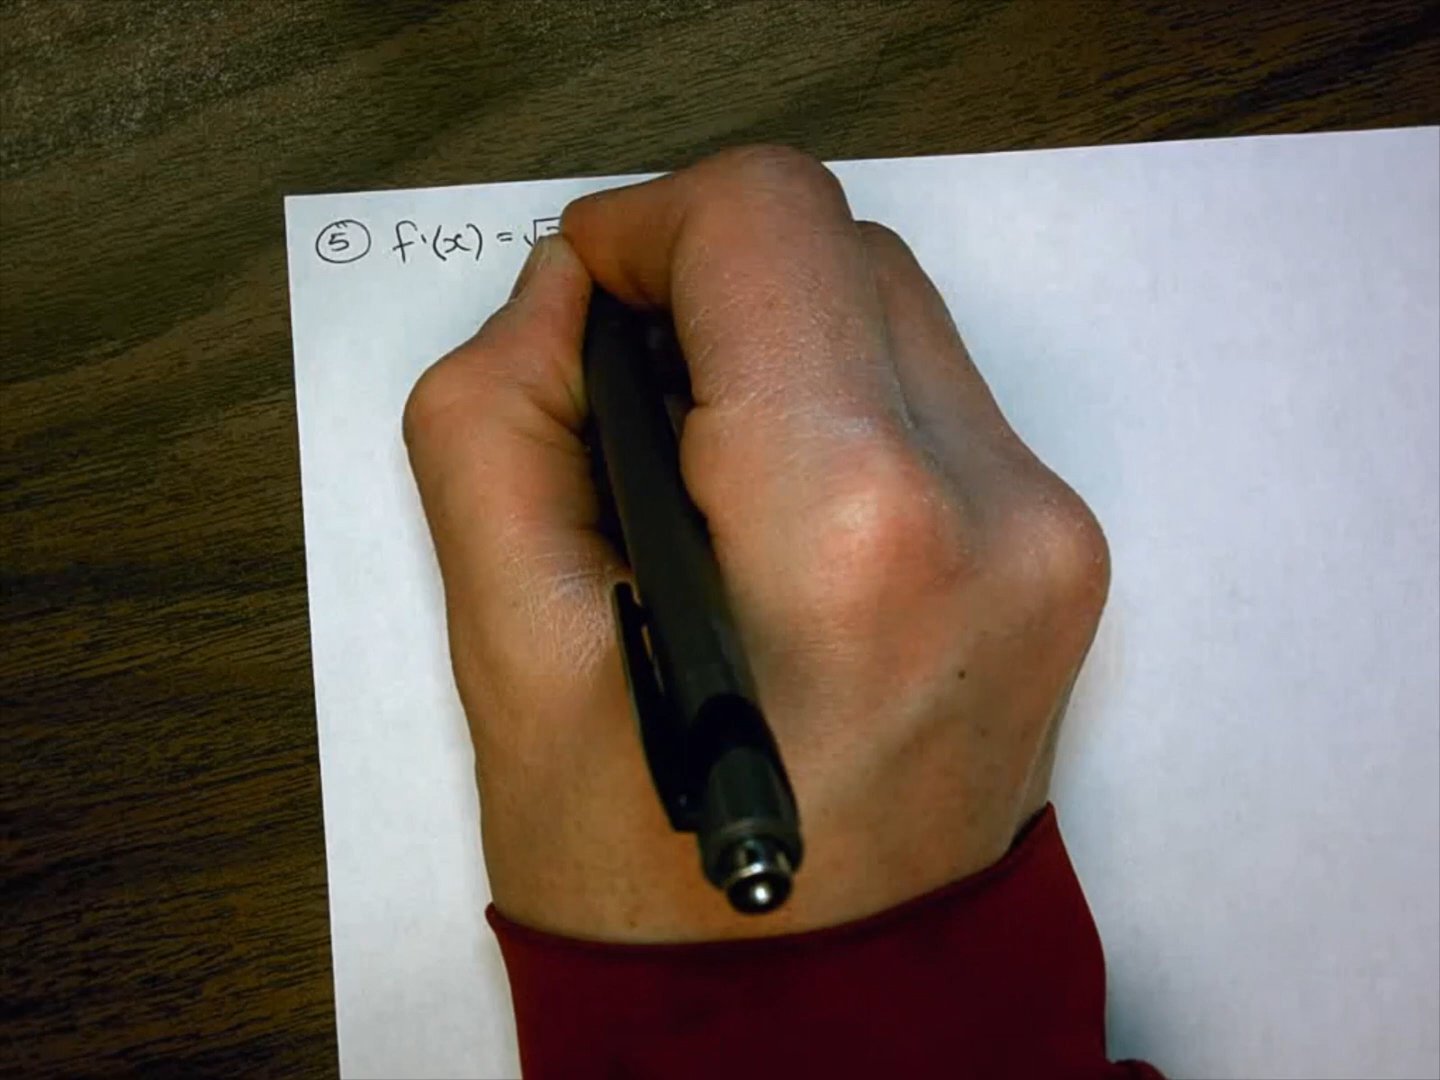 ⑤ f'(x) = √